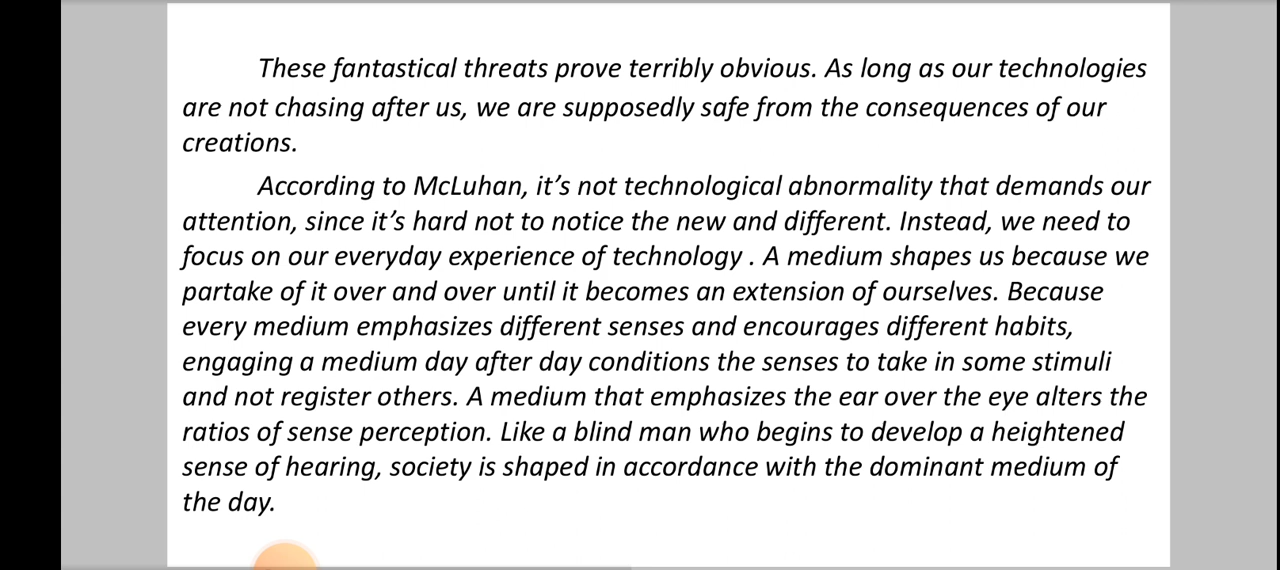 These fantastical threats prove terribly obvious. As long as our technologies
are not chasing after us, we are supposedly safe from the consequences of our
creations.
According to McLuhan, it’s not technological abnormality that demands our
attention, since it’s hard not to notice the new and different. Instead, we need to
focus on our everyday experience of technology . A medium shapes us because we
partake of it over and over until it becomes an extension of ourselves. Because
every medium emphasizes different senses and encourages different habits,
engaging a medium day after day conditions the senses to take in some stimuli
and not register others. A medium that emphasizes the ear over the eye alters the
ratios of sense perception. Like a blind man who begins to develop a heightened
sense of hearing, society is shaped in accordance with the dominant medium of
the day.